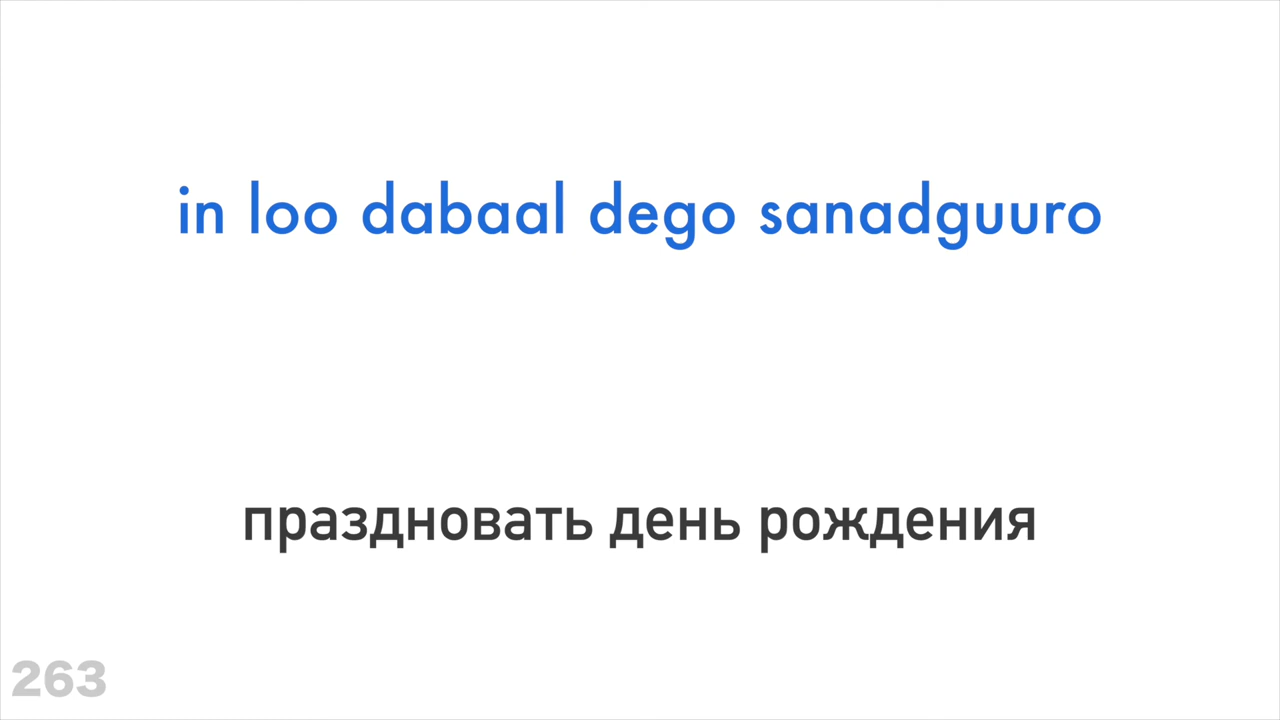 in loo dabaal dego sanadguuro
праздновать день рождения
263